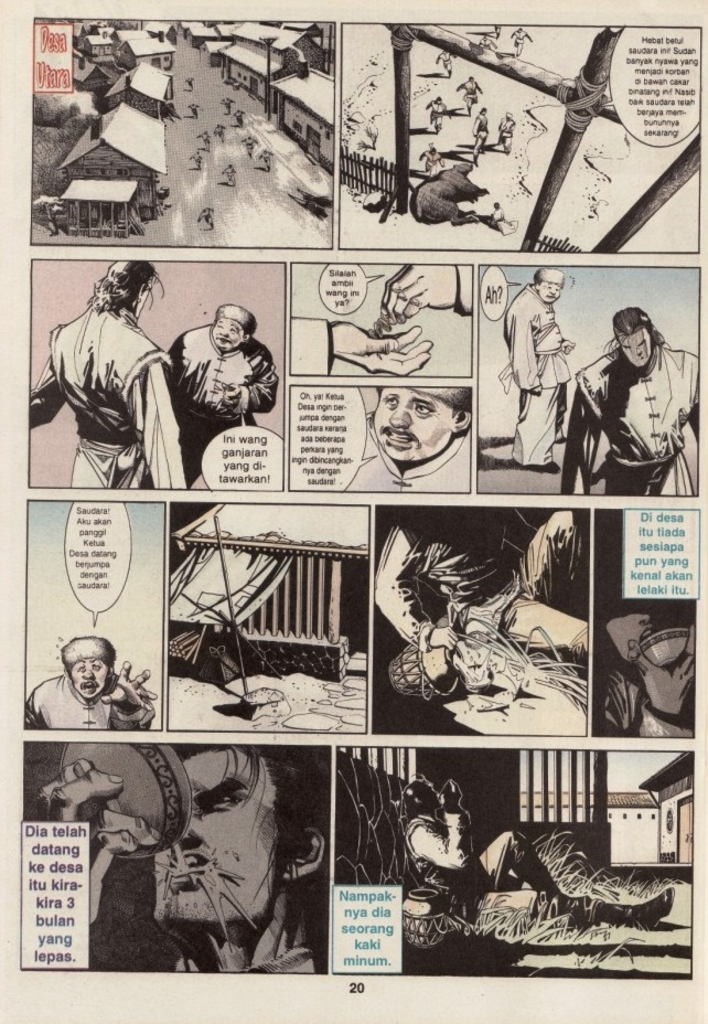 Desa
Utara
Hebat betul
saudara ini! Sudah
banyak nyawa yang
menjadi korban
di bawah cakar
binatang ini! Nasib
baik saudara telah
mem-
bunuhnya
sekarang!
Ini wang
ganjaran
yang di-
tawarkan!
Silalah
ambil
wang ini
ya?
Oh, ya! Ketua
Desa ingin ber-
jumpa dengan
saudara kerana
ada beberapa
perkara yang
ingin dibincangkan-
nya dengan
saudara!
Ah?
Saudara!
Aku akan
panggil
Ketua
Desa datang
berjumpa
dengan
saudara!
Di desa
itu tiada
sesiapa
pun yang
kenal akan
lelaki itu.
Dia telah
datang
ke desa
itu kira-
kira 3
bulan
yang
lepas.
Nampak-
nya dia
seorang
kaki
minum.
20